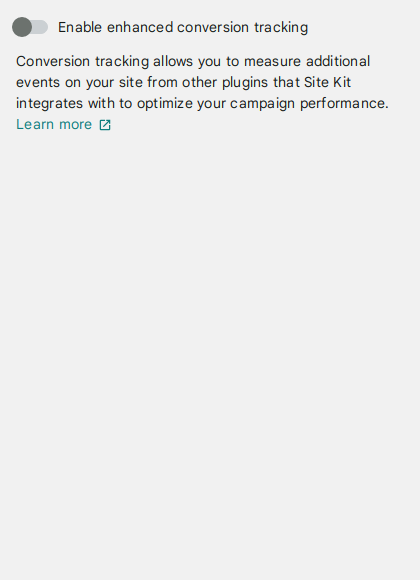 Enable enhanced conversion tracking
Conversion tracking allows you to measure additional
events on your site from other plugins that Site Kit
integrates with to optimize your campaign performance.
Learn more